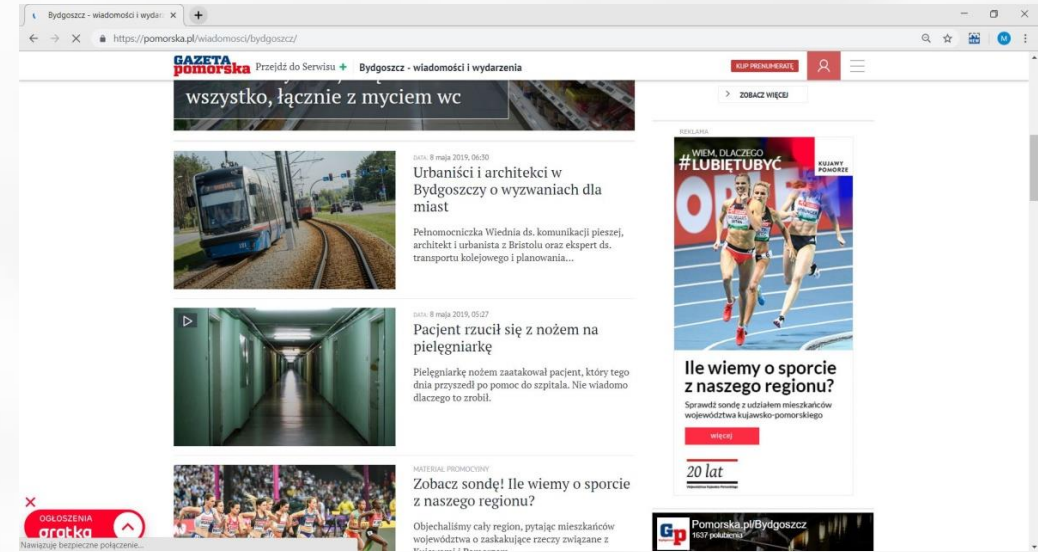 Bydgoszcz - wiadomości i wydarz
https://pomorska.pl/wiadomosci/bydgoszcz/
M
GAZETA
pomorska
Przejdź do Serwisu +
Bydgoszcz - wiadomości i wydarzenia
KUP PRENUMERATĘ
wszystko, łącznie z myciem wc
ZOBACZ WIĘCEJ
DATA: 8 maja 2019, 06:30
Urbaniści i architekci w
Bydgoszczy o wyzwaniach dla
miast
Pełnomocniczka Wiednia ds. komunikacji pieszej,
architekt i urbanista z Bristolu oraz ekspert ds.
transportu kolejowego i planowania...
DATA: 8 maja 2019, 05:27
Pacjent rzucił się z nożem na
pielęgniarkę
Pielęgniarkę nożem zaatakował pacjent, który tego
dnia przyszedł po pomoc do szpitala. Nie wiadomo
dlaczego to zrobił.
MATERIAŁ PROMOCYJNY
Zobacz sondę! Ile wiemy o sporcie
z naszego regionu?
Objechaliśmy cały region, pytając mieszkańców
województwa o zaskakujące rzeczy związane z
REKLAMA
WIEM, DLACZEGO
#LUBIĘTUBYĆ
KUJAWY
POMORZE
Ile wiemy o sporcie
z naszego regionu?
Sprawdź sondę z udziałem mieszkańców
województwa kujawsko-pomorskiego
więcej
20 lat
Gp
Pomorska.pl/Bydgoszcz
1637 polubienia
OGŁOSZENIA
gratka
Nawiązuję bezpieczne połączenie...